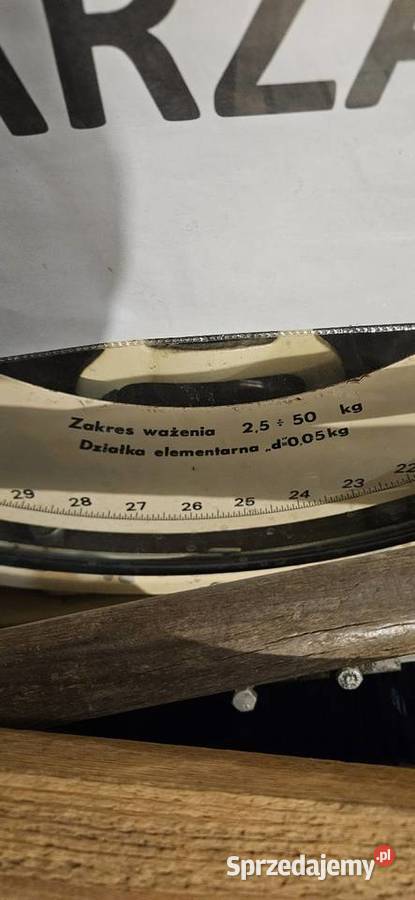 ARZA
Zakres ważenia 2,5 ÷ 50 kg
Działka elementarna „d"0,05kg
29 28 27 26 25 24 23 22
Sprzedajemy.pl